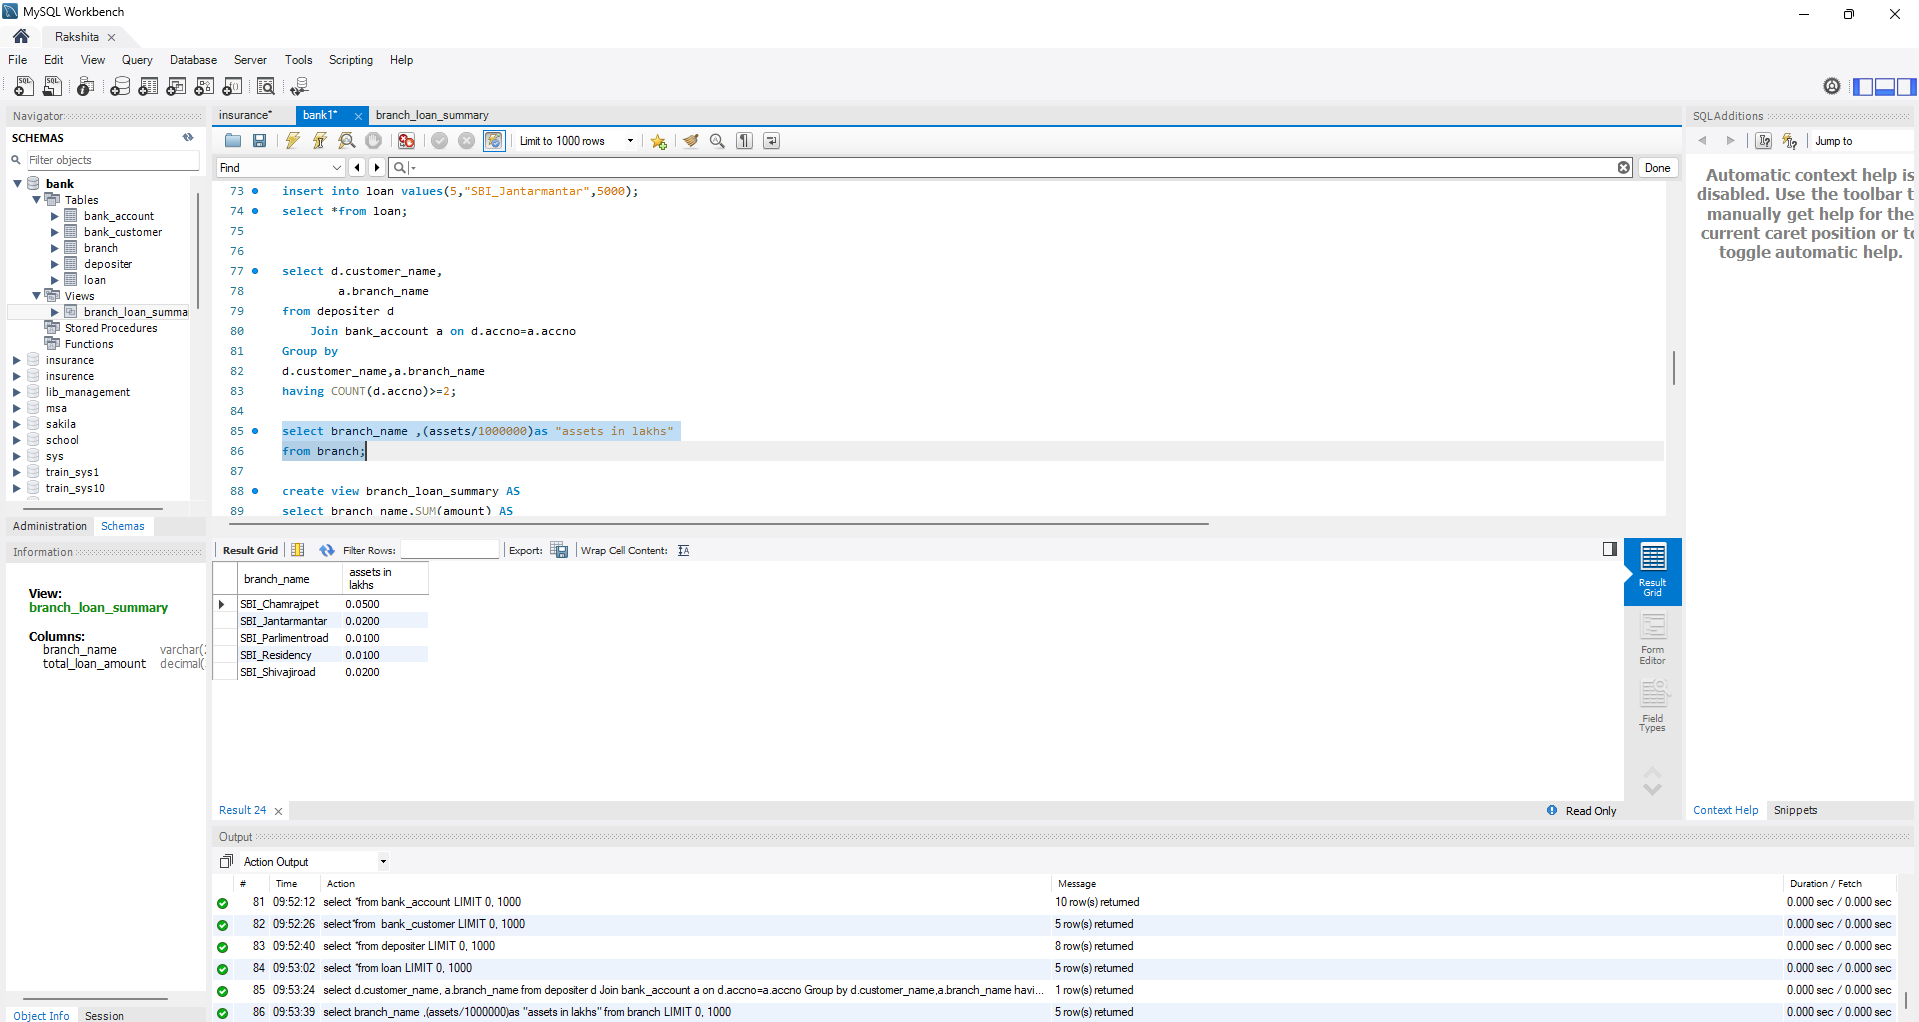 MySQL Workbench
Rakshita
File Edit View Query Database Server Tools Scripting Help
Navigator
SCHEMAS
Filter objects
bank
Tables
bank_account
bank_customer
branch
depositer
loan
Views
branch_loan_summa
Stored Procedures
Functions
insurance
insurence
lib_management
msa
sakila
school
sys
train_sys1
train_sys10
Administration Schemas
Information
View:
branch_loan_summary
Columns:
branch_name varchar(
total_loan_amount decimal(
Object Info Session
insurance* bank1* branch_loan_summary
Limit to 1000 rows
Find Done
73 insert into loan values(5,"SBI_Jantarmantar",5000);
74 select *from loan;
75
76
77 select d.customer_name,
78 a.branch_name
79 from depositer d
80 Join bank_account a on d.accno=a.accno
81 Group by
82 d.customer_name,a.branch_name
83 having COUNT(d.accno)>=2;
84
85 select branch_name ,(assets/1000000)as "assets in lakhs"
86 from branch;
87
88 create view branch_loan_summary AS
89 select branch_name,SUM(amount) AS
Result Grid Filter Rows: Export: Wrap Cell Content:
branch_name assets in lakhs
SBI_Chamrajpet 0.0500
SBI_Jantarmantar 0.0200
SBI_Parlimentroad 0.0100
SBI_Residency 0.0100
SBI_Shivajiroad 0.0200
Result Grid
Form Editor
Field Types
Result 24 Read Only
Output
Action Output
# Time Action Message Duration / Fetch
81 09:52:12 select *from bank_account LIMIT 0, 1000 10 row(s) returned 0.000 sec / 0.000 sec
82 09:52:26 select*from bank_customer LIMIT 0, 1000 5 row(s) returned 0.000 sec / 0.000 sec
83 09:52:40 select *from depositer LIMIT 0, 1000 8 row(s) returned 0.000 sec / 0.000 sec
84 09:53:02 select *from loan LIMIT 0, 1000 5 row(s) returned 0.000 sec / 0.000 sec
85 09:53:24 select d.customer_name, a.branch_name from depositer d Join bank_account a on d.accno=a.accno Group by d.customer_name,a.branch_name havi... 1 row(s) returned 0.000 sec / 0.000 sec
86 09:53:39 select branch_name ,(assets/1000000)as "assets in lakhs" from branch LIMIT 0, 1000 5 row(s) returned 0.000 sec / 0.000 sec
SQLAdditions
Jump to
Automatic context help is
disabled. Use the toolbar t
manually get help for the
current caret position or to
toggle automatic help.
Context Help Snippets